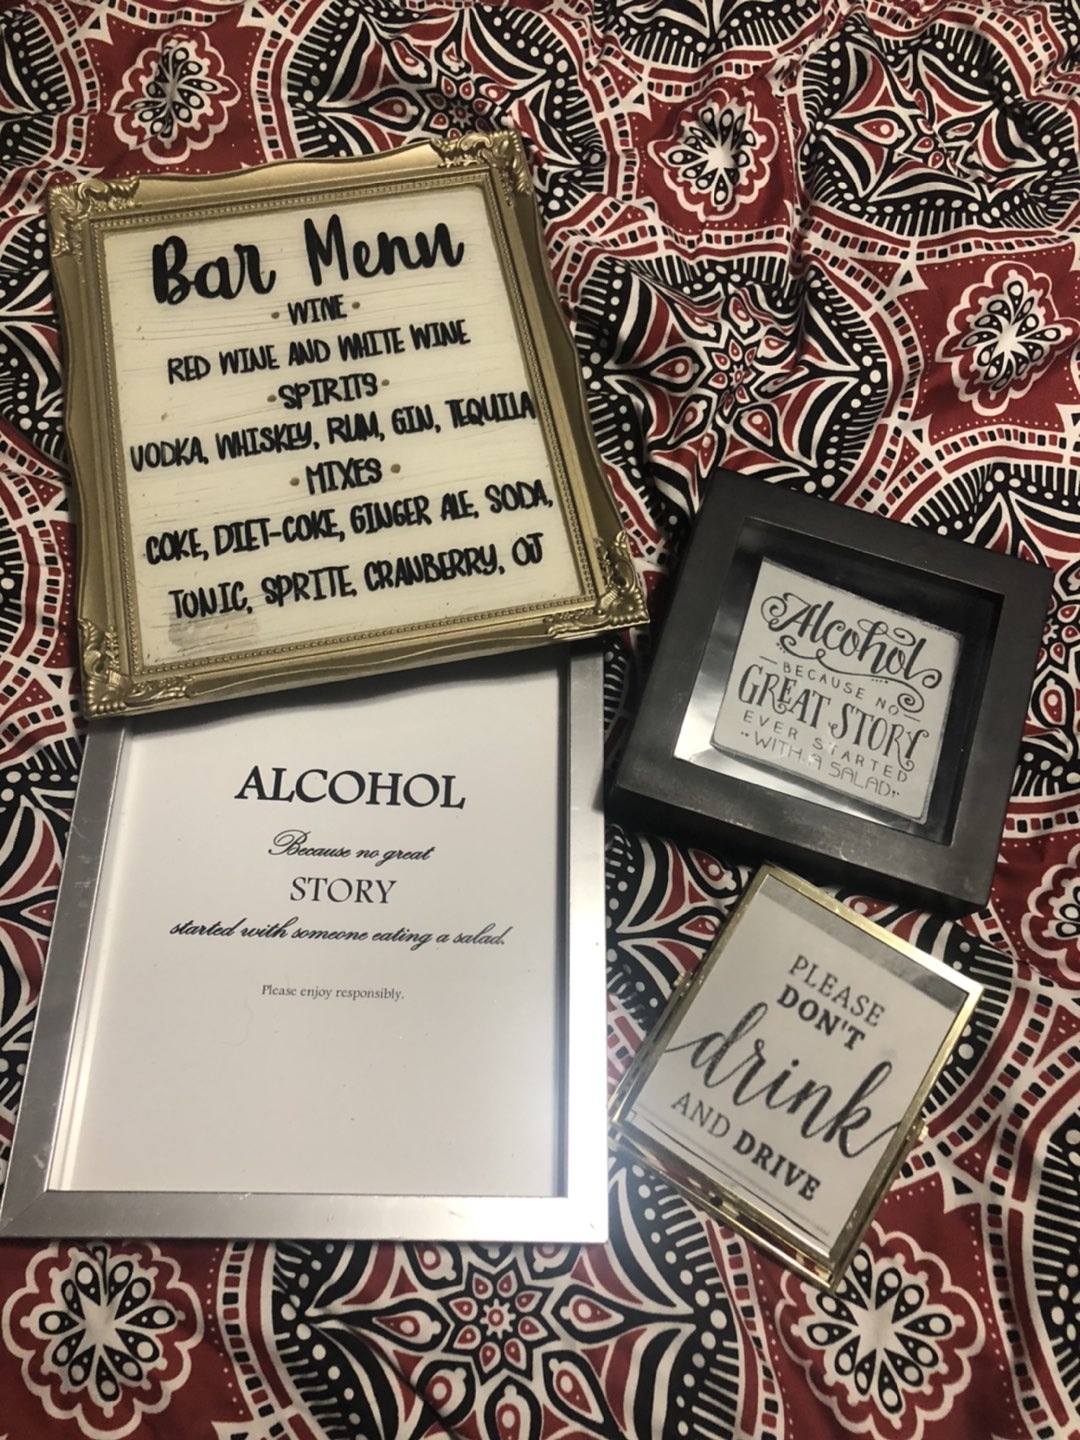 Bar Menu
• WINE •
RED WINE AND WHITE WINE
• SPIRITS •
VODKA, WHISKEY, RUM, GIN, TEQUILA
• MIXES •
COKE, DIET-COKE, GINGER ALE, SODA,
TONIC, SPRITE, CRANBERRY, OJ
ALCOHOL
Because no great
STORY
started with someone eating a salad.
Please enjoy responsibly.
Alcohol
BECAUSE NO
GREAT STORY
EVER STARTED
WITH A SALAD
PLEASE
DON'T
drink
AND DRIVE